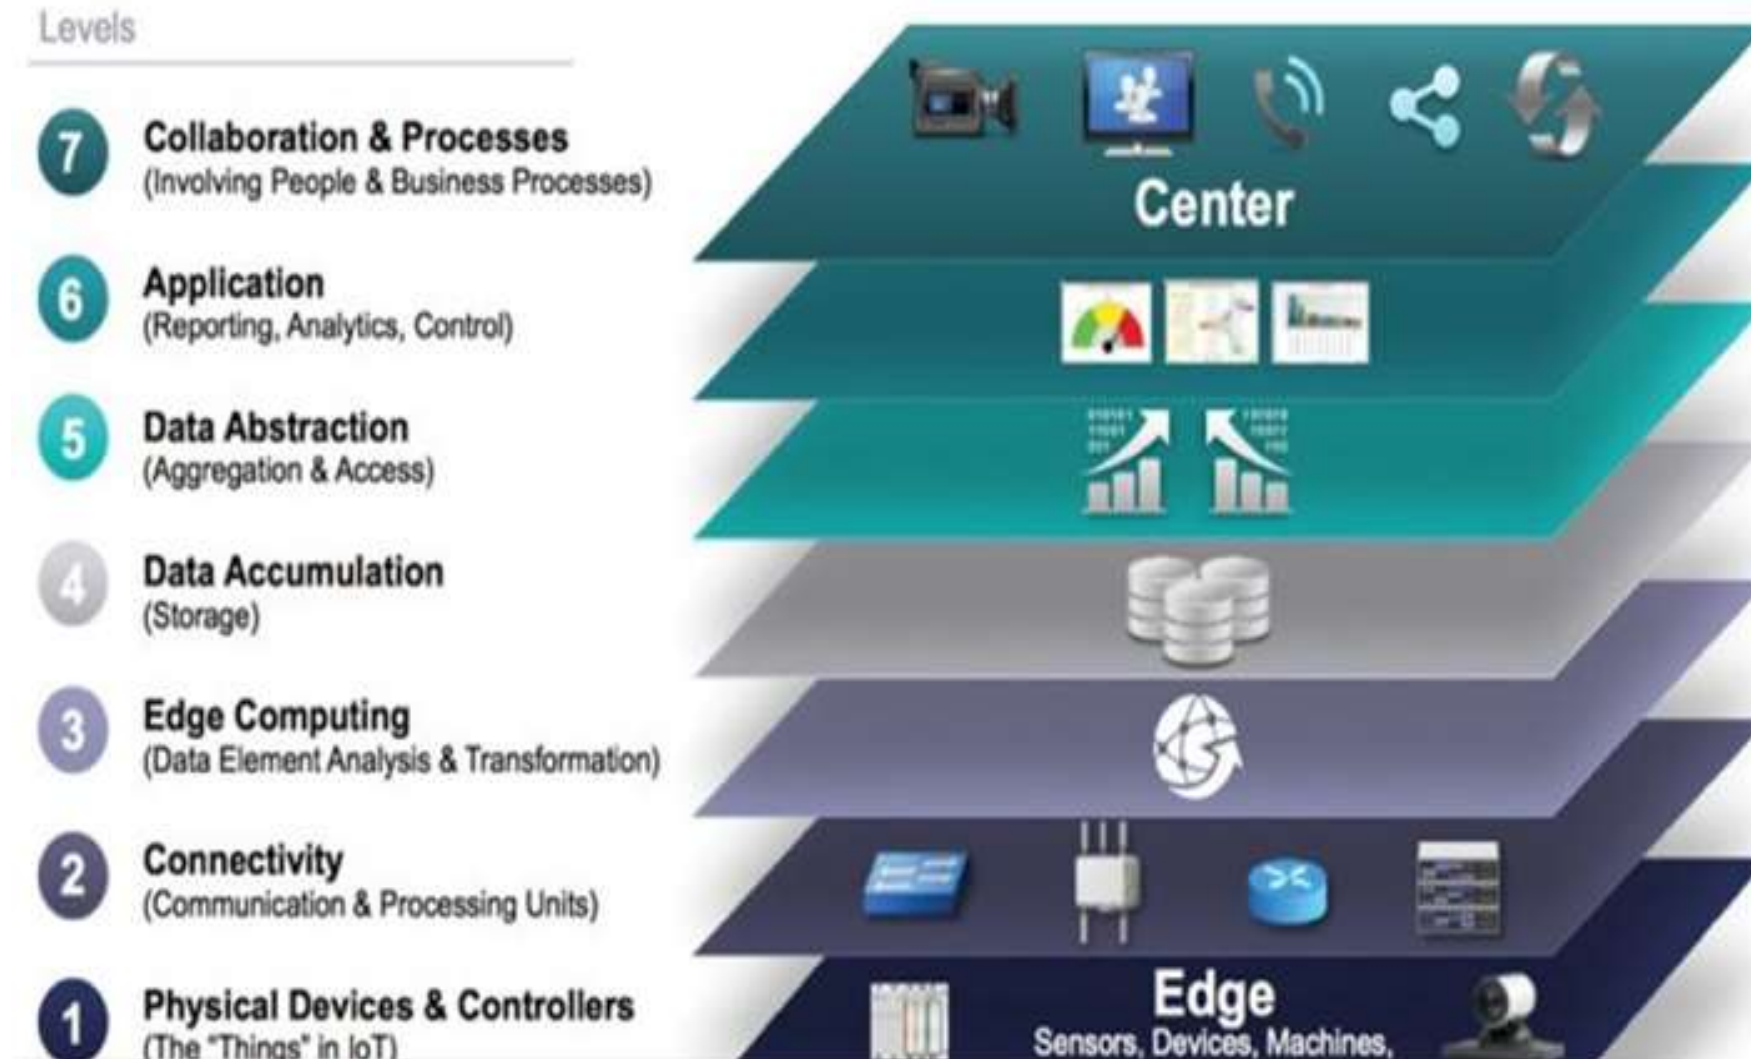 Levels
7
Collaboration & Processes
(Involving People & Business Processes)
Center
6
Application
(Reporting, Analytics, Control)
5
Data Abstraction
(Aggregation & Access)
4
Data Accumulation
(Storage)
3
Edge Computing
(Data Element Analysis & Transformation)
2
Connectivity
(Communication & Processing Units)
1
Physical Devices & Controllers
(The "Things" in IoT)
Edge
Sensors, Devices, Machines,